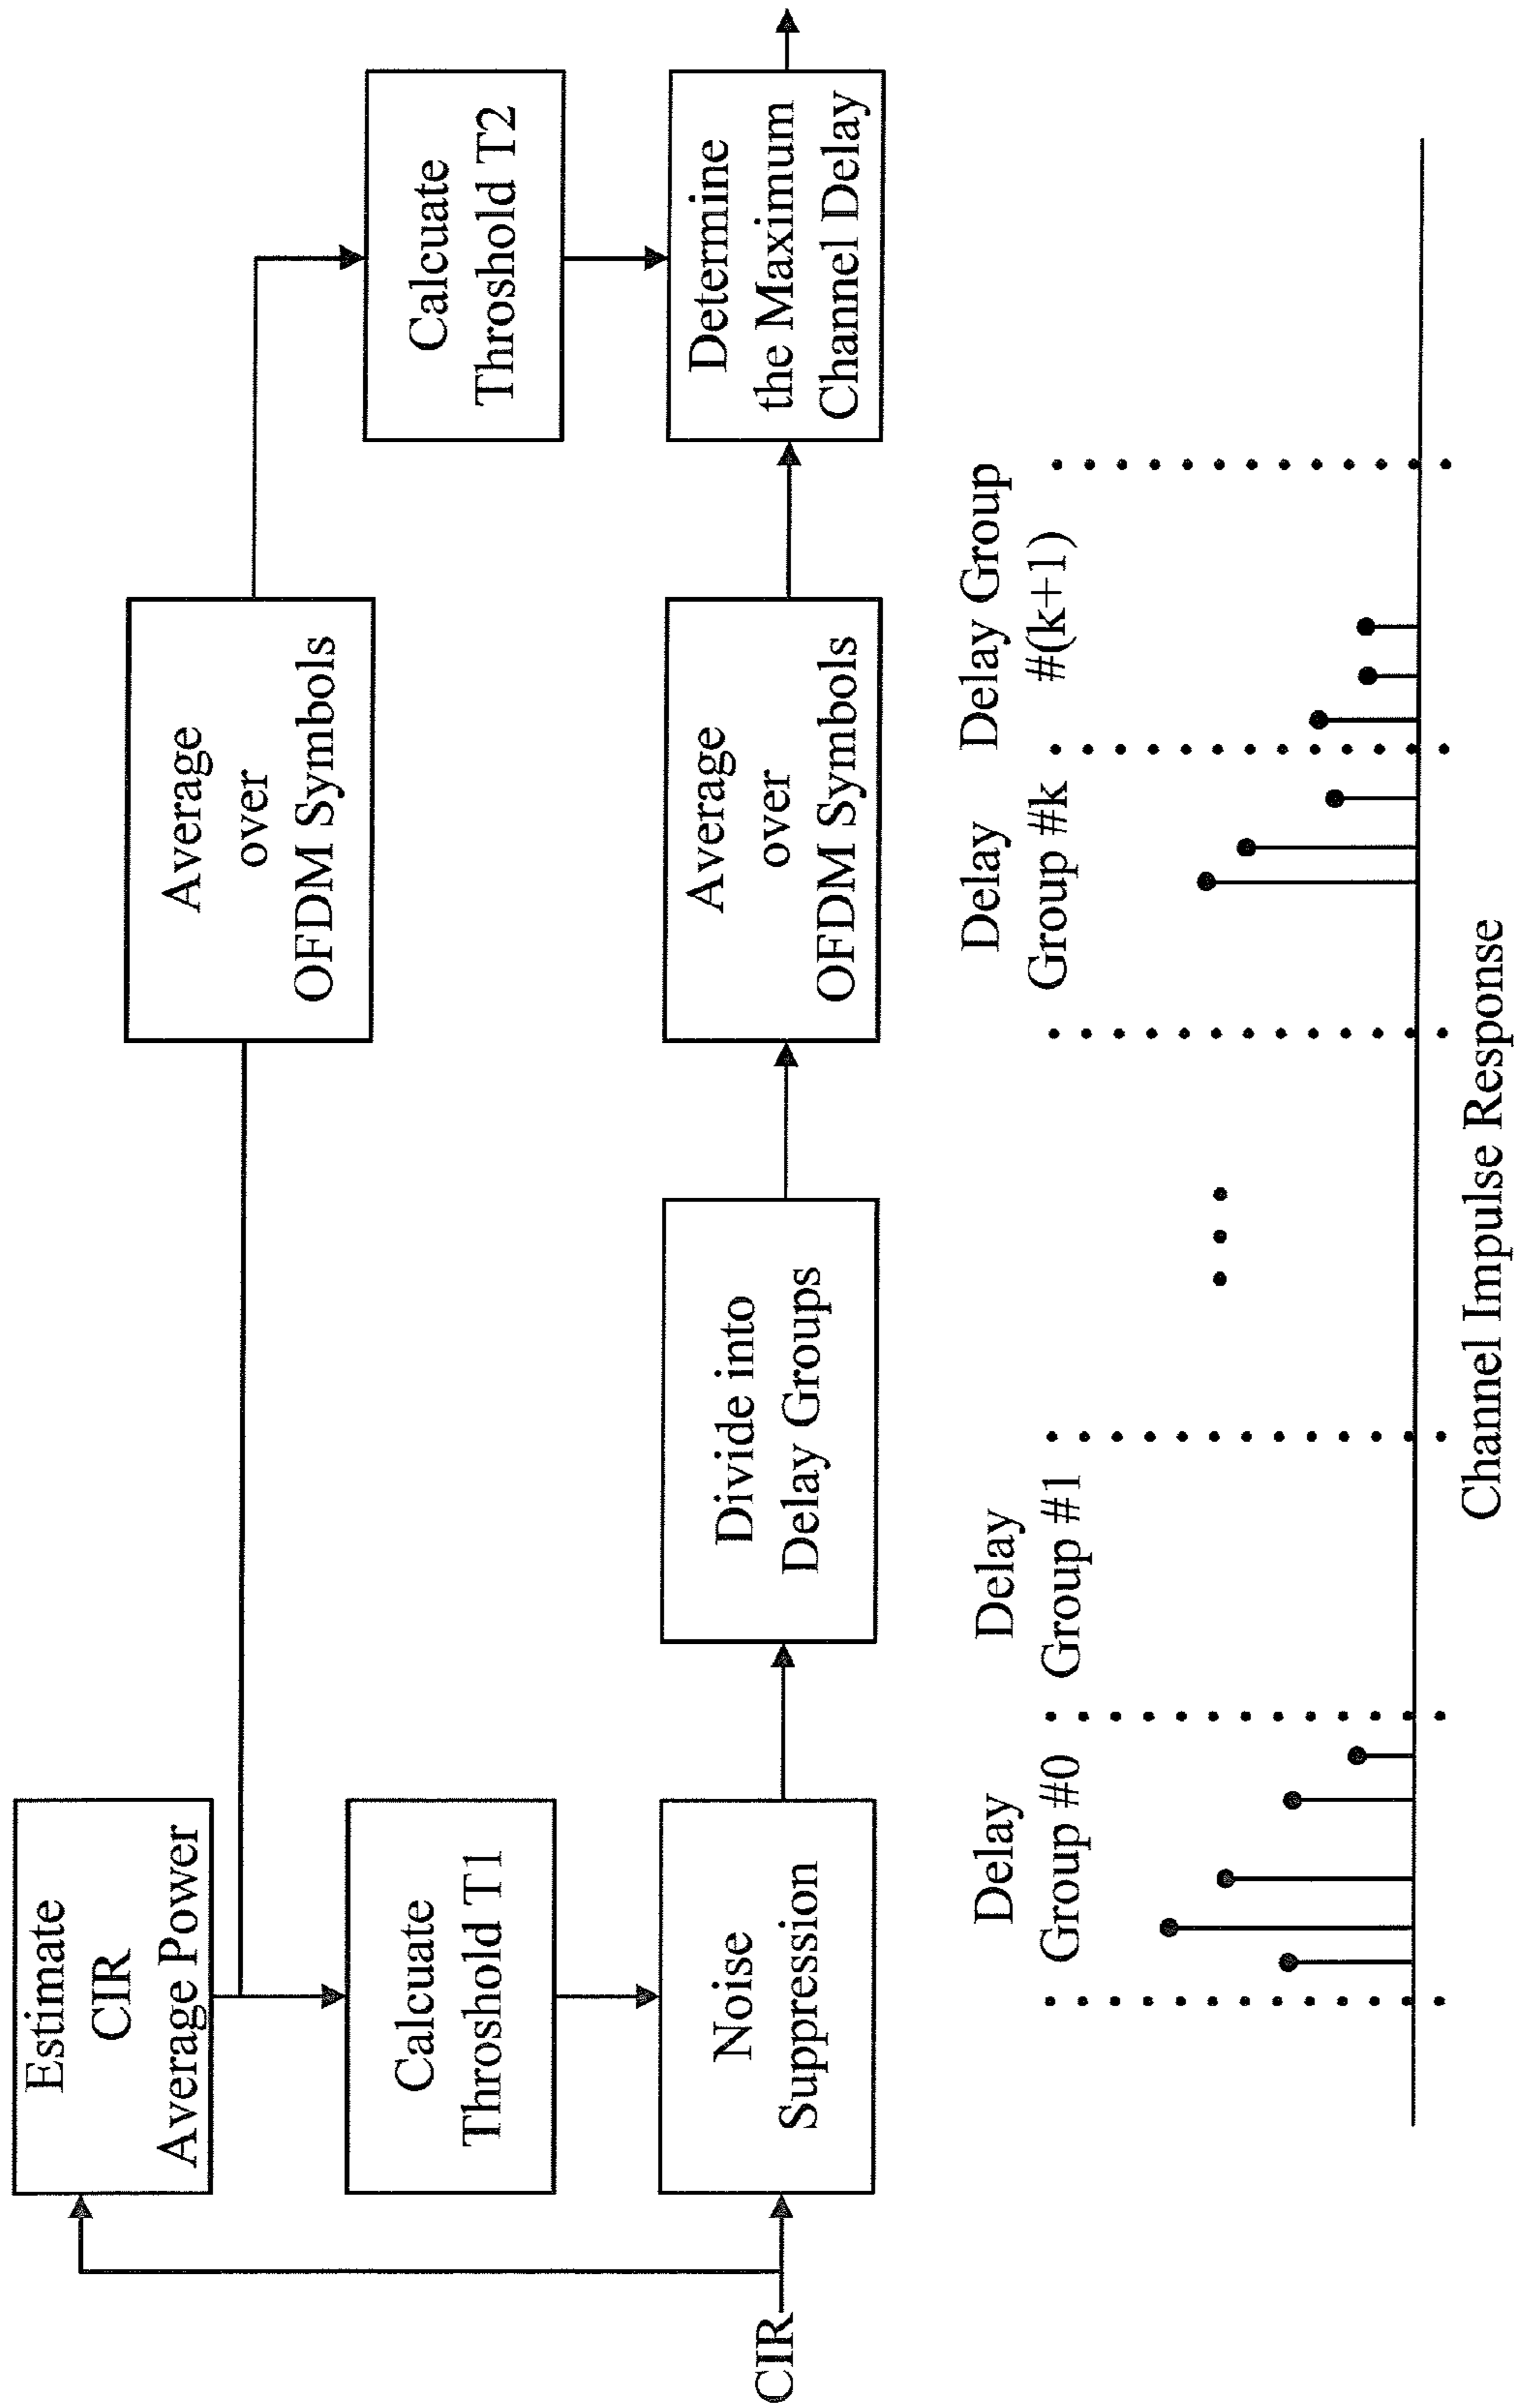 Estimate
CIR
Average Power
Average
over
OFDM Symbols
Calcuate
Throshold T1
Calcuate
Throshold T2
CIR
Noise
Suppression
Divide into
Delay Groups
Average
over
OFDM Symbols
Determine
the Maximum
Channel Delay
Delay
Group #0
Delay
Group #1
Delay
Group #k
Delay Group
#(k+1)
Channel Impulse Response